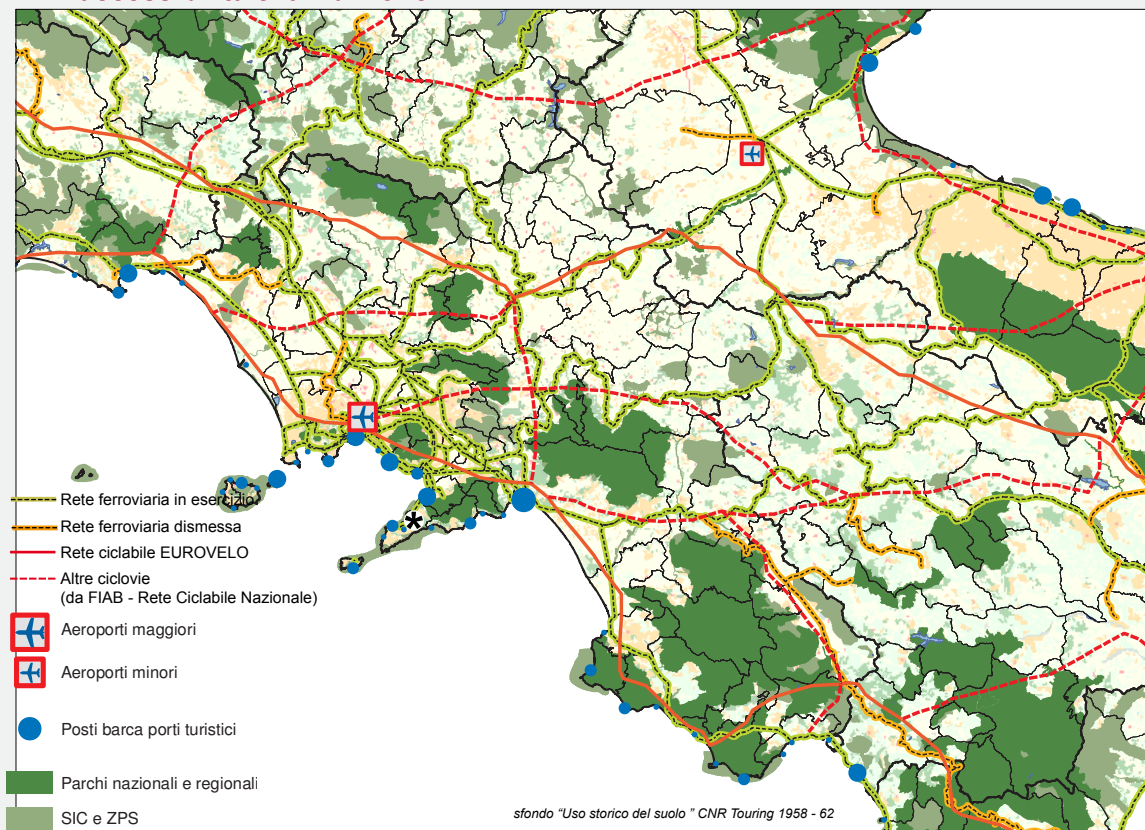 Rete ferroviaria in esercizio
Rete ferroviaria dismessa
Rete ciclabile EUROVELO
Altre ciclovie
(da FIAB - Rete Ciclabile Nazionale)
Aeroporti maggiori
Aeroporti minori
Posti barca porti turistici
Parchi nazionali e regionali
SIC e ZPS
*
sfondo “Uso storico del suolo ” CNR Touring 1958 - 62